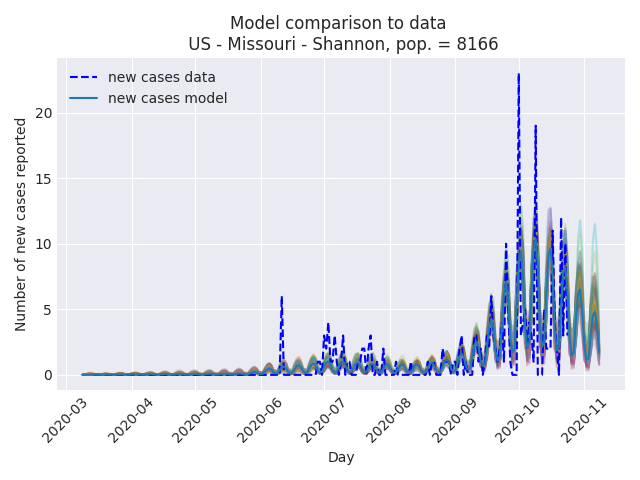 Model comparison to data
US - Missouri - Shannon, pop. = 8166
new cases data
new cases model
Number of new cases reported
20
15
10
5
0
2020-03
2020-04
2020-05
2020-06
2020-07
2020-08
2020-09
2020-10
2020-11
Day